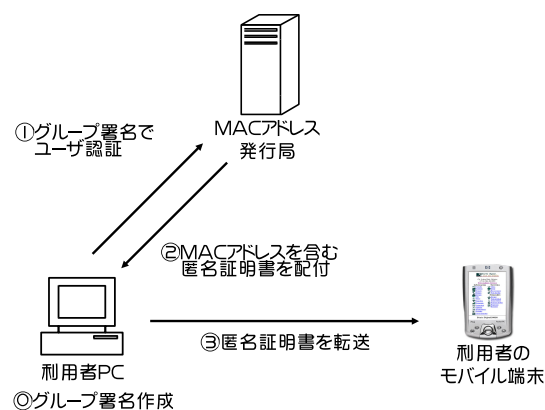 MACアドレス
発行局
①グループ署名で
ユーザ認証
②MACアドレスを含む
匿名証明書を配付
③匿名証明書を転送
利用者PC
⓪グループ署名作成
利用者の
モバイル端末